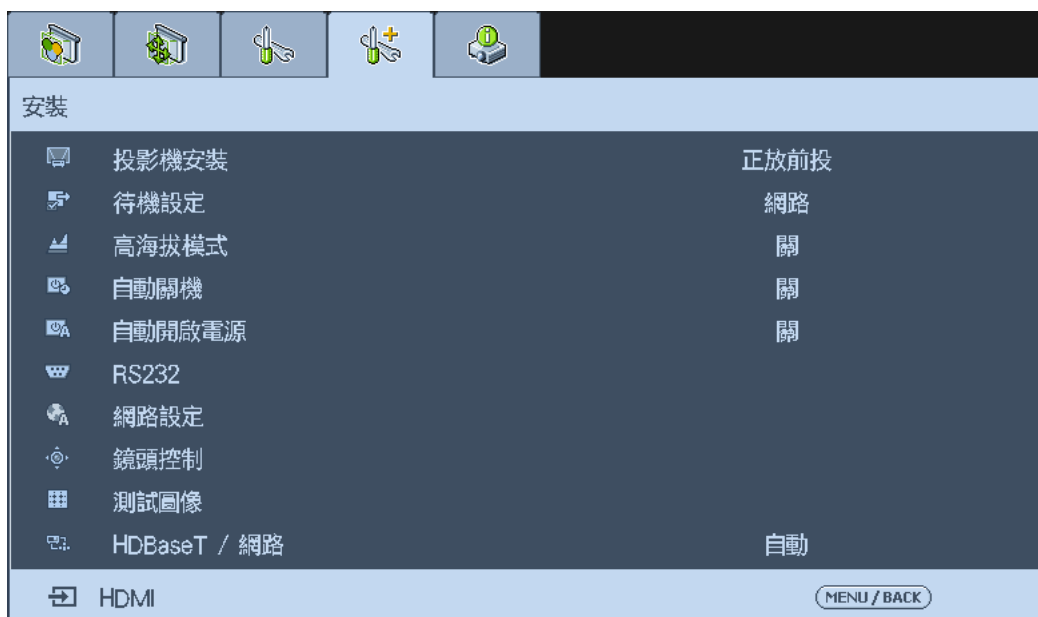 安裝
投影機安裝 正放前投
待機設定 網路
高海拔模式 關
自動關機 關
自動開啟電源 關
RS232
網路設定
鏡頭控制
測試圖像
HDBaseT / 網路 自動
HDMI MENU / BACK